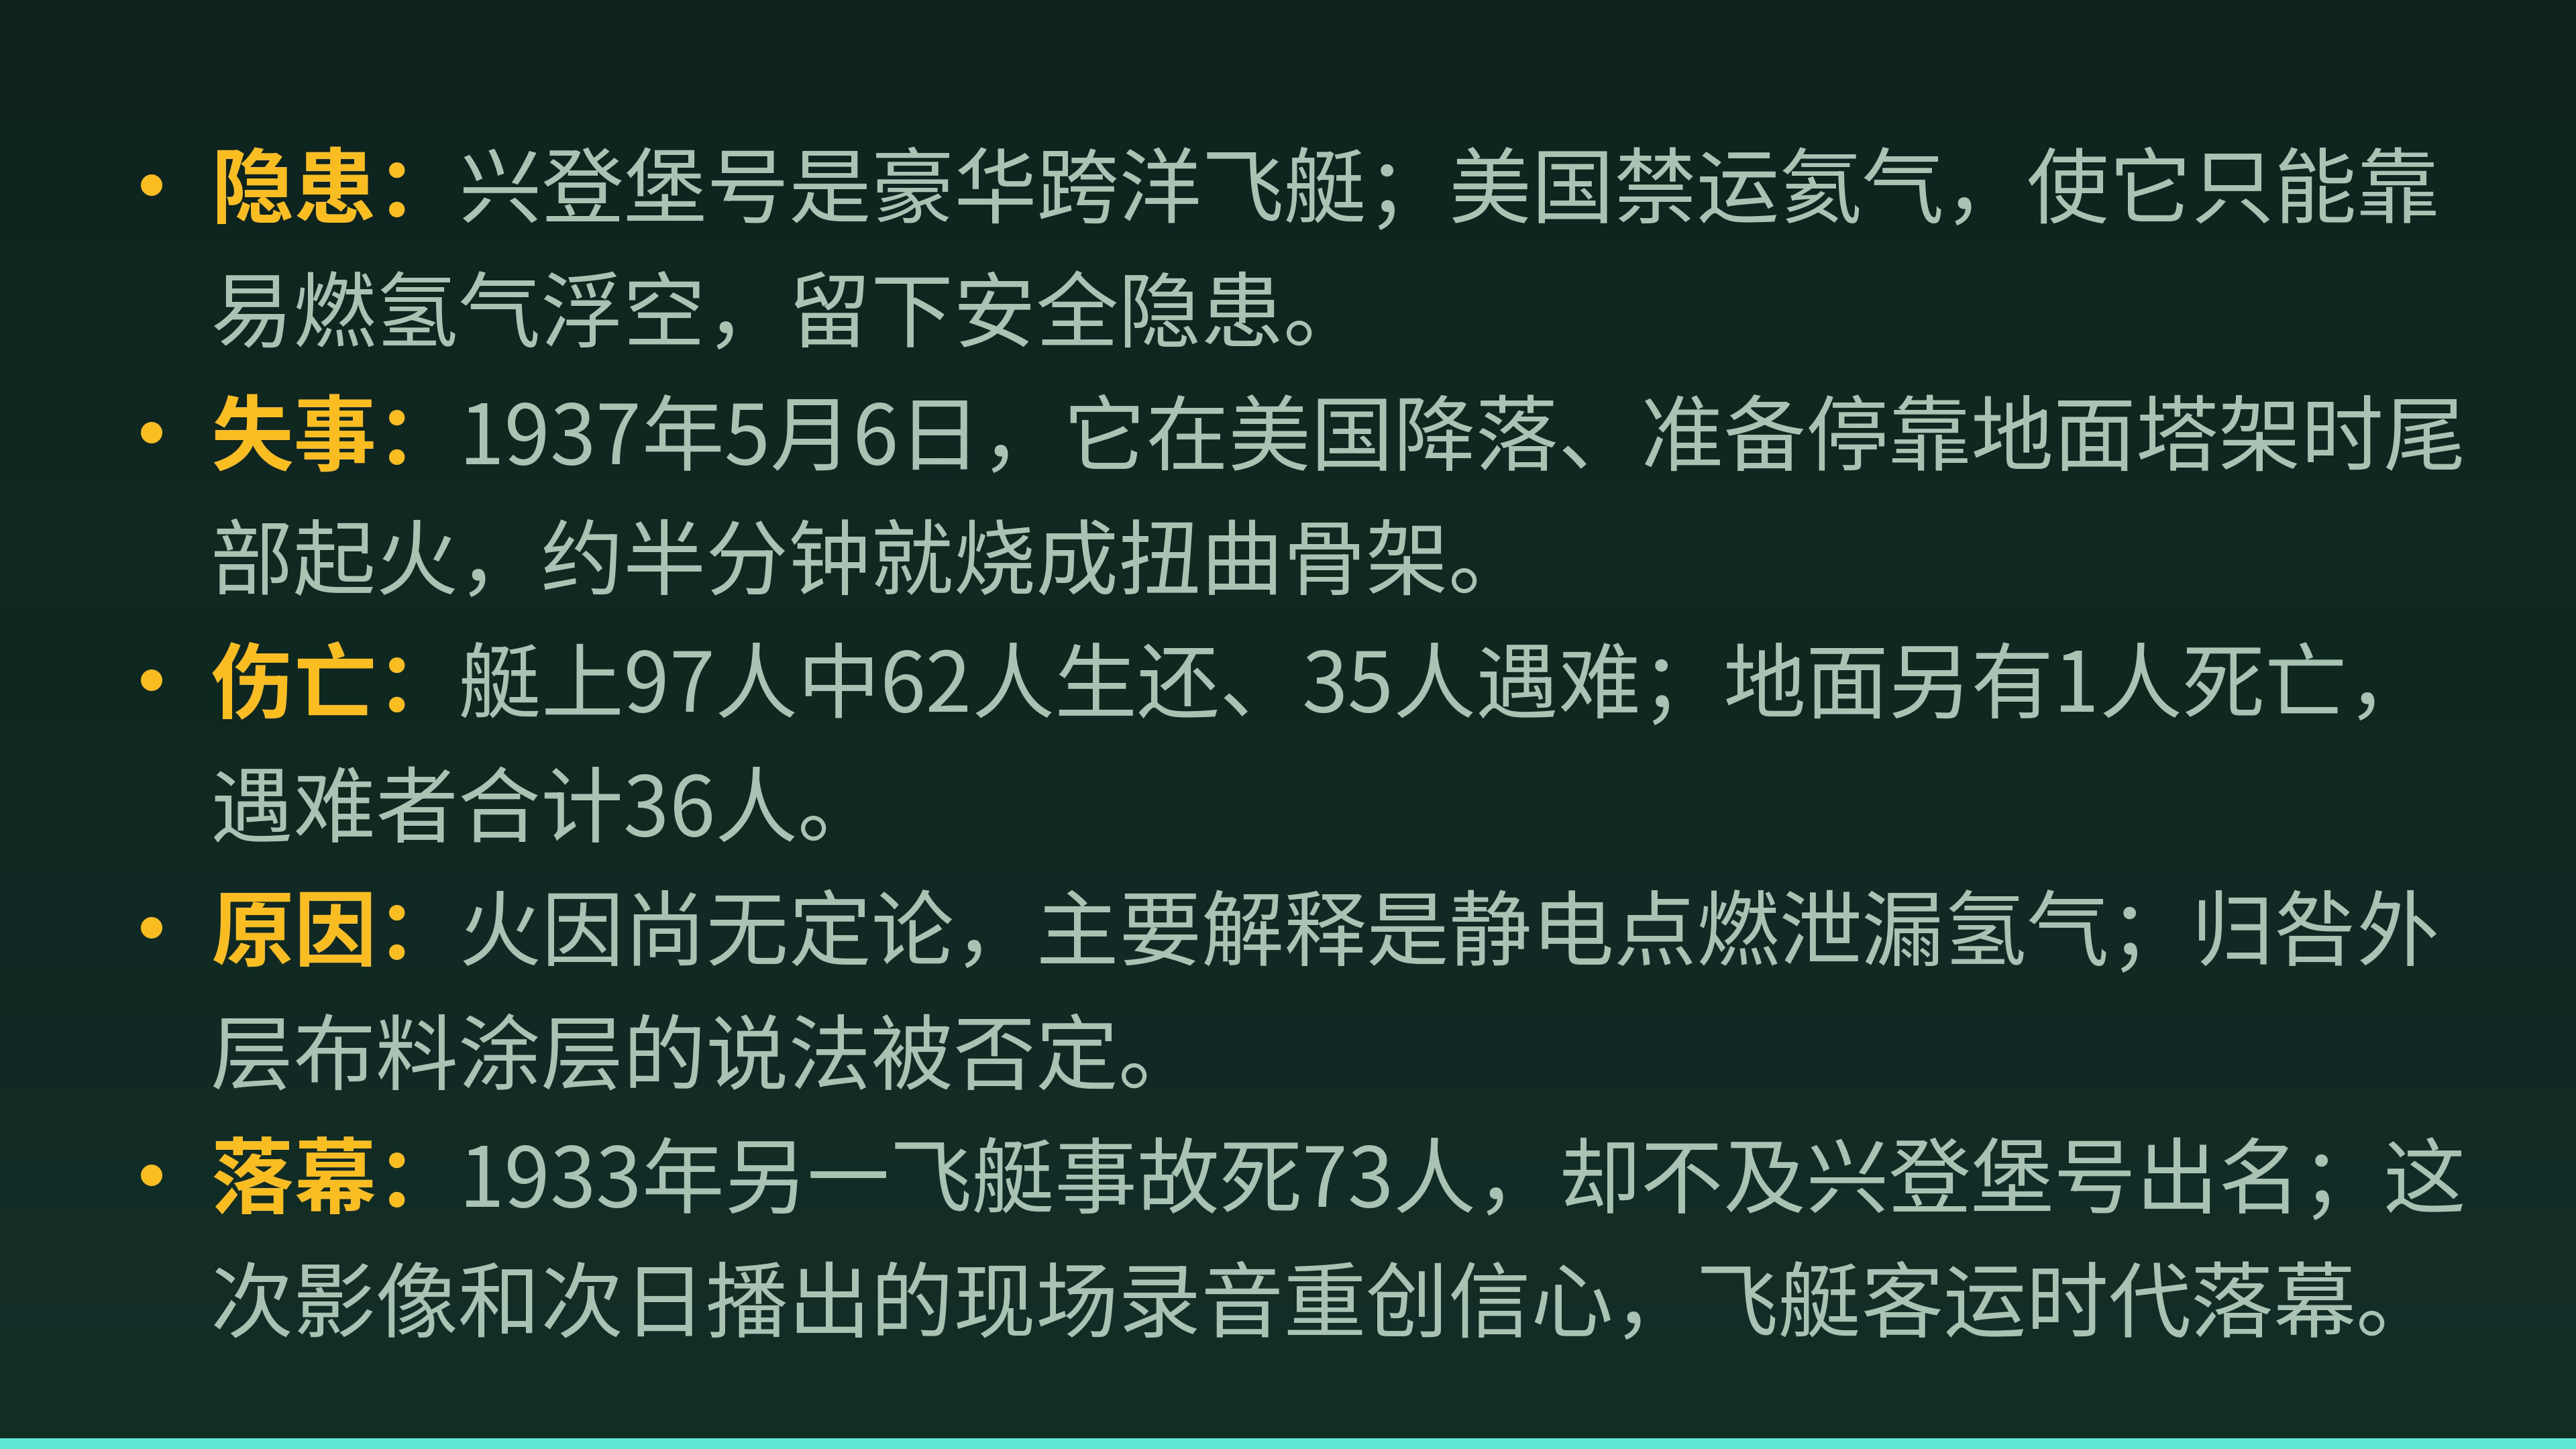 • 隐患：兴登堡号是豪华跨洋飞艇；美国禁运氦气，使它只能靠
易燃氢气浮空，留下安全隐患。
• 失事：1937年5月6日，它在美国降落、准备停靠地面塔架时尾
部起火，约半分钟就烧成扭曲骨架。
• 伤亡：艇上97人中62人生还、35人遇难；地面另有1人死亡，
遇难者合计36人。
• 原因：火因尚无定论，主要解释是静电点燃泄漏氢气；归咎外
层布料涂层的说法被否定。
• 落幕：1933年另一飞艇事故死73人，却不及兴登堡号出名；这
次影像和次日播出的现场录音重创信心，飞艇客运时代落幕。